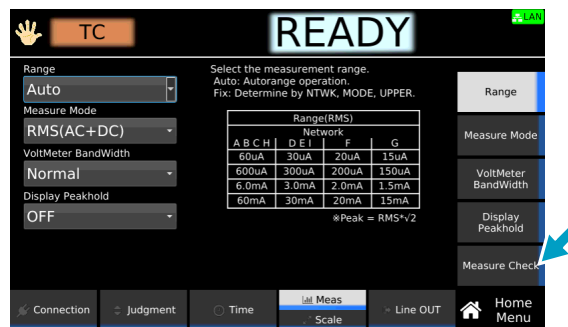 TC
READY
LAN
Range
Auto
Measure Mode
RMS(AC+DC)
VoltMeter BandWidth
Normal
Display Peakhold
OFF
Select the measurement range.
Auto: Autorange operation.
Fix: Determine by NTWK, MODE, UPPER.
Range(RMS)
Network
A B C H D E I F G
60uA 30uA 20uA 15uA
600uA 300uA 200uA 150uA
6.0mA 3.0mA 2.0mA 1.5mA
60mA 30mA 20mA 15mA
※Peak = RMS*√2
Range
Measure Mode
VoltMeter
BandWidth
Display
Peakhold
Measure Check
Connection
Judgment
Time
Meas
Scale
Line OUT
Home
Menu